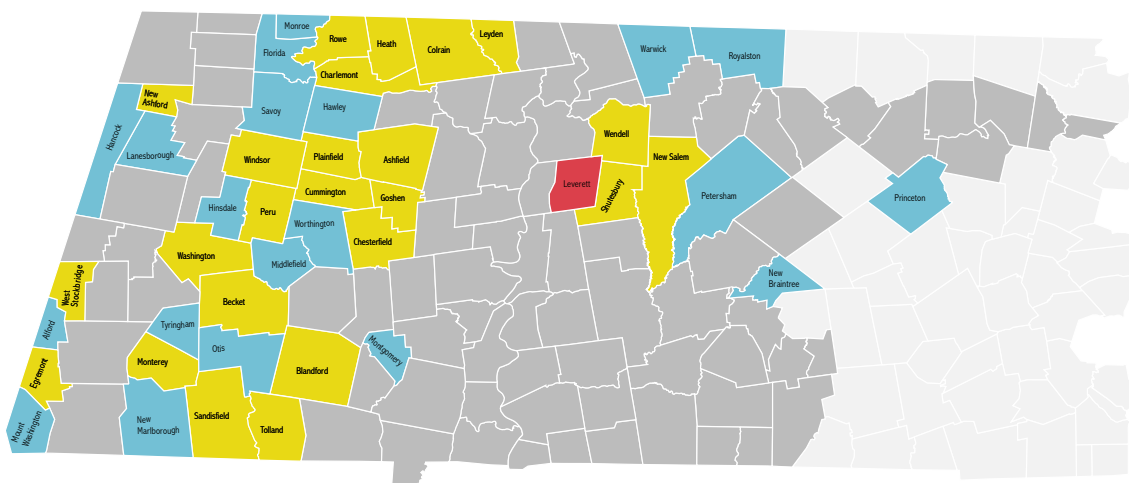 Monroe
Rowe
Heath
Colrain
Leyden
Florida
Charlemont
Warwick
Royalston
New
Ashford
Savoy
Hawley
Hancock
Lanesborough
Windsor
Plainfield
Ashfield
Wendell
New Salem
Leverett
Shutesbury
Petersham
Princeton
Cummington
Goshen
Hinsdale
Peru
Worthington
Chesterfield
Washington
Middlefield
West
Stockbridge
Becket
New
Braintree
Alford
Tyringham
Otis
Montgomery
Egremont
Monterey
Blandford
Mount
Washington
New
Marlborough
Sandisfield
Tolland